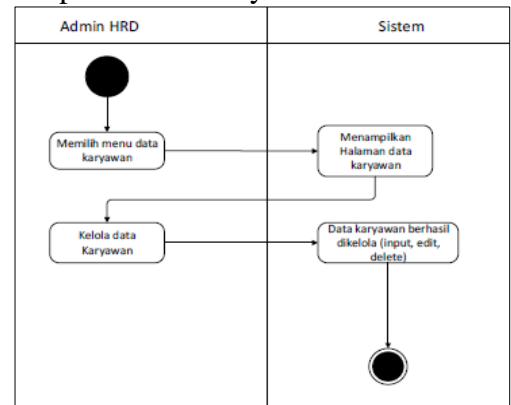 Admin HRD
Sistem
Memilih menu data
karyawan
Menampilkan
Halaman data
karyawan
Kelola data
Karyawan
Data karyawan berhasil
dikelola (input, edit,
delete)